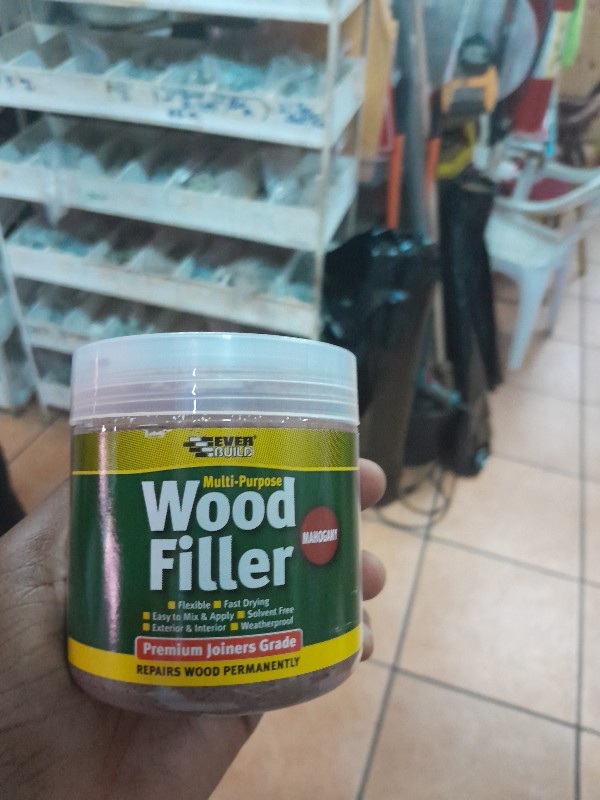 EVER
BUILD
Multi-Purpose
Wood
Filler
MAHOGANY
■ Flexible ■ Fast Drying
■ Easy to Mix & Apply ■ Solvent Free
■ Exterior & Interior ■ Weatherproof
Premium Joiners Grade
REPAIRS WOOD PERMANENTLY